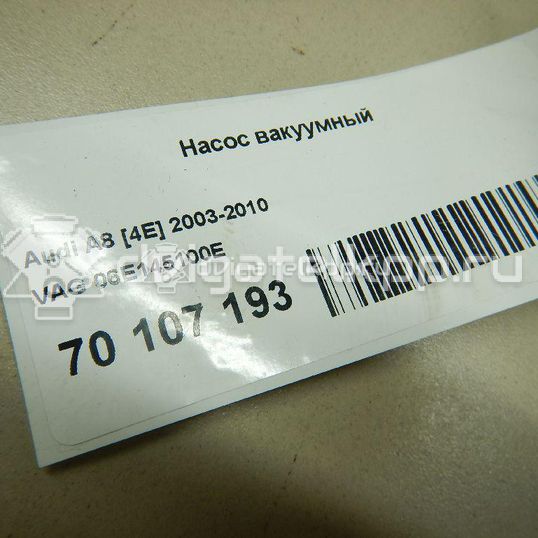 Насос вакуумный
Audi A8 [4E] 2003-2010
VAG 06E145100E
70 107 193